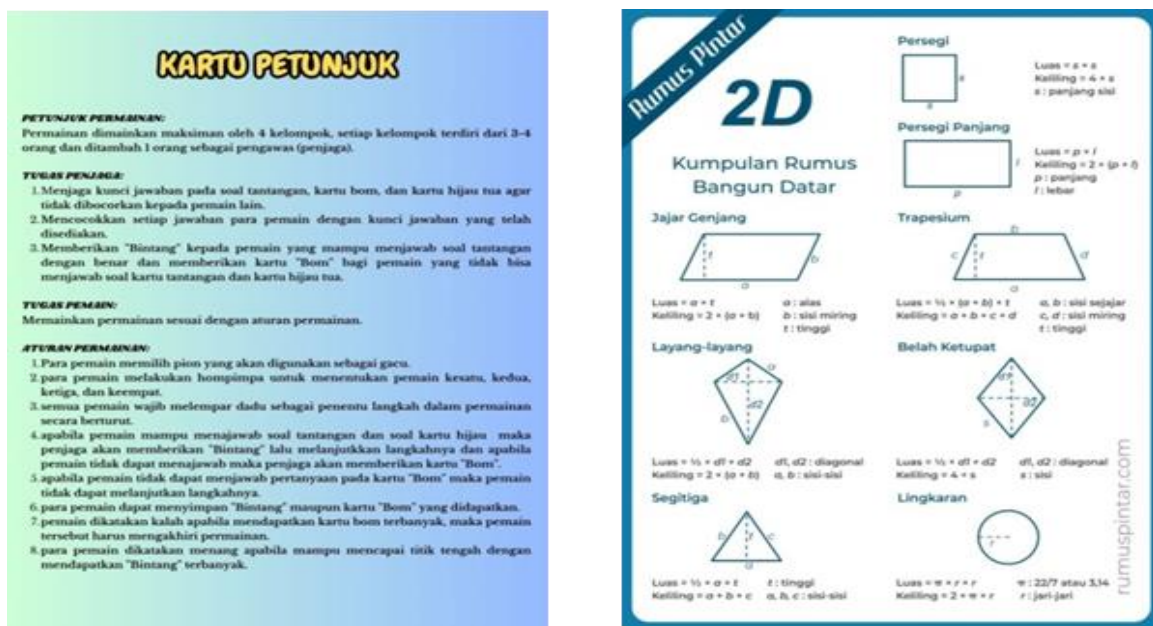 KARTU PETUNJUK
PETUNJUK PERMAINAN:
Permainan dimainkan maksiman oleh 4 kelompok, setiap kelompok terdiri dari 3-4
orang dan ditambah 1 orang sebagai pengawas (penjaga).
TUGAS PENJAGA:
1. Menjaga kunci jawaban pada soal tantangan, kartu bom, dan kartu hijau tua agar
tidak dibocorkan kepada pemain lain.
2. Mencocokkan setiap jawaban para pemain dengan kunci jawaban yang telah
disediakan.
3. Memberikan "Bintang" kepada pemain yang mampu menjawab soal tantangan
dengan benar dan memberikan kartu "Bom" bagi pemain yang tidak bisa
menjawab soal kartu tantangan dan kartu hijau tua.
TUGAS PEMAIN:
Memainkan permainan sesuai dengan aturan permainan.
ATURAN PERMAINAN:
1. Para pemain memilih pion yang akan digunakan sebagai gacu.
2. para pemain melakukan hompimpa untuk menentukan pemain kesatu, kedua,
ketiga, dan keempat.
3. semua pemain wajib melempar dadu sebagai penentu langkah dalam permainan
secara berturut.
4. apabila pemain mampu menajawab soal tantangan dan soal kartu hijau maka
penjaga akan memberikan "Bintang" lalu melanjutkkan langkahnya dan apabila
pemain tidak dapat menajawab maka penjaga akan memberikan kartu "Bom".
5. apabila pemain tidak dapat menjawab pertanyaan pada kartu "Bom" maka pemain
tidak dapat melanjutkan langkahnya.
6. para pemain dapat menyimpan "Bintang" maupun kartu "Bom" yang didapatkan.
7. pemain dikatakan kalah apabila mendapatkan kartu bom terbanyak, maka pemain
tersebut harus mengakhiri permainan.
8. para pemain dikatakan menang apabila mampu mencapai titik tengah dengan
mendapatkan "Bintang" terbanyak.
Rumus Pintar
2D
Kumpulan Rumus
Bangun Datar
Persegi
s
s
Luas = s × s
Keliling = 4 × s
s : panjang sisi
Persegi Panjang
l
p
Luas = p × l
Keliling = 2 × (p + l)
p : panjang
l : lebar
Jajar Genjang
t
b
a
Luas = a × t
Keliling = 2 × (a + b)
a : alas
b : sisi miring
t : tinggi
Trapesium
b
c
t
d
a
Luas = ½ × (a + b) × t
Keliling = a + b + c + d
a, b : sisi sejajar
c, d : sisi miring
t : tinggi
Layang-layang
d1
a
d2
b
Luas = ½ × d1 × d2
Keliling = 2 × (a + b)
d1, d2 : diagonal
a, b : sisi-sisi
Belah Ketupat
d1
d2
s
Luas = ½ × d1 × d2
Keliling = 4 × s
d1, d2 : diagonal
s : sisi
Segitiga
b
t
c
a
Luas = ½ × a × t
Keliling = a + b + c
t : tinggi
a, b, c : sisi-sisi
Lingkaran
r
Luas = π × r × r
Keliling = 2 × π × r
π : 22/7 atau 3,14
r : jari-jari
rumuspintar.com